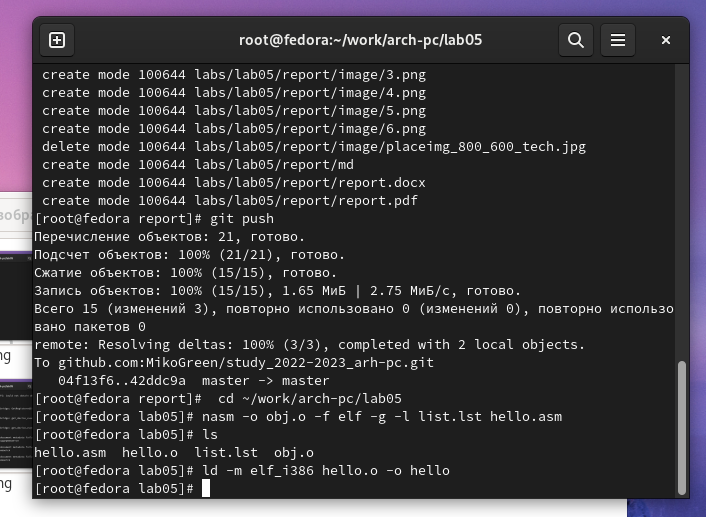 root@fedora:~/work/arch-pc/lab05
create mode 100644 labs/lab05/report/image/3.png
create mode 100644 labs/lab05/report/image/4.png
create mode 100644 labs/lab05/report/image/5.png
create mode 100644 labs/lab05/report/image/6.png
delete mode 100644 labs/lab05/report/image/placeimg_800_600_tech.jpg
create mode 100644 labs/lab05/report/md
create mode 100644 labs/lab05/report/report.docx
create mode 100644 labs/lab05/report/report.pdf
[root@fedora report]# git push
Перечисление объектов: 21, готово.
Подсчет объектов: 100% (21/21), готово.
Сжатие объектов: 100% (15/15), готово.
Запись объектов: 100% (15/15), 1.65 МиБ | 2.75 МиБ/с, готово.
Всего 15 (изменений 3), повторно использовано 0 (изменений 0), повторно использо
вано пакетов 0
remote: Resolving deltas: 100% (3/3), completed with 2 local objects.
To github.com:MikoGreen/study_2022-2023_arh-pc.git
   04f13f6..42ddc9a  master -> master
[root@fedora report]#  cd ~/work/arch-pc/lab05
[root@fedora lab05]# nasm -o obj.o -f elf -g -l list.lst hello.asm
[root@fedora lab05]# ls
hello.asm  hello.o  list.lst  obj.o
[root@fedora lab05]# ld -m elf_i386 hello.o -o hello
[root@fedora lab05]#
зобра
ng
ng